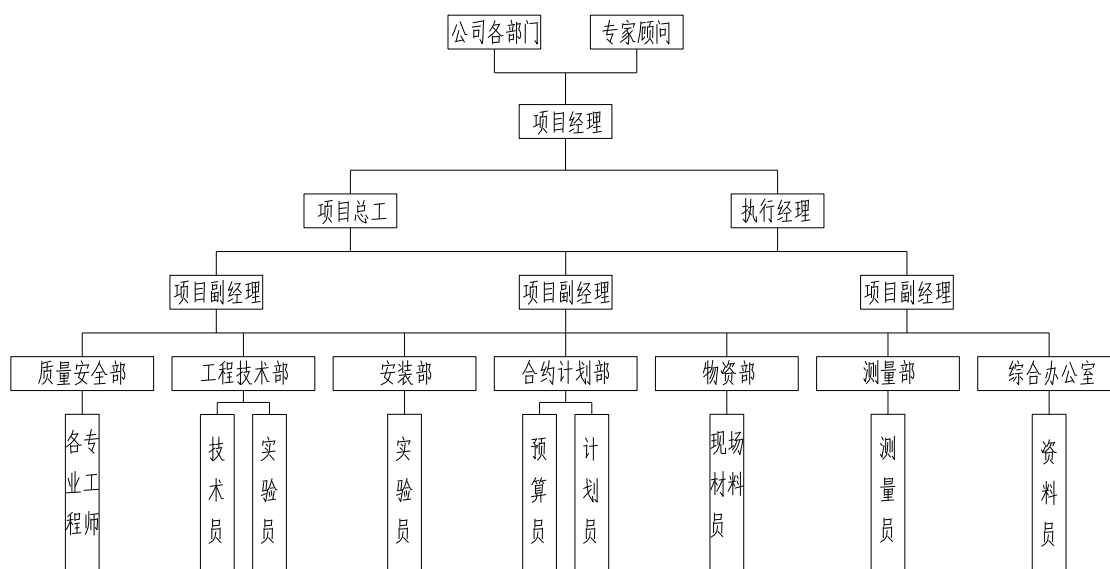 公司各部门 专家顾问
项目经理
项目总工 执行经理
项目副经理 项目副经理 项目副经理
质量安全部 工程技术部 安装部 合约计划部 物资部 测量部 综合办公室
各专业工程师
技术员
实验员
实验员
预算员
计划员
现场材料员
测量员
资料员